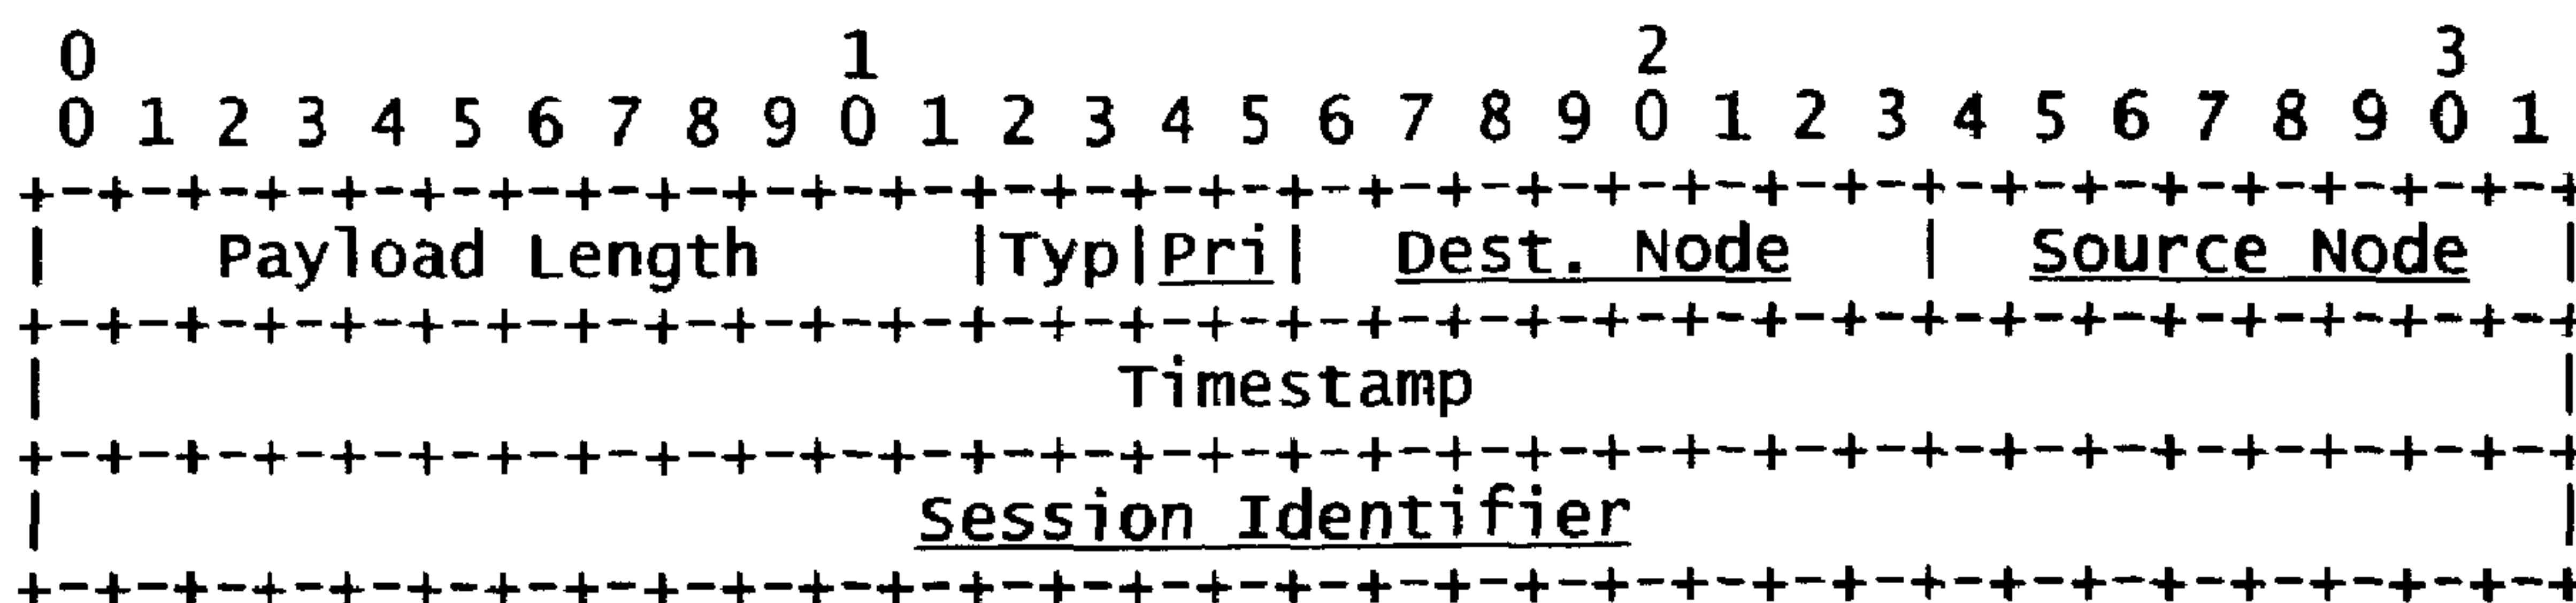 0                   1                   2                   3
 0 1 2 3 4 5 6 7 8 9 0 1 2 3 4 5 6 7 8 9 0 1 2 3 4 5 6 7 8 9 0 1
+-+-+-+-+-+-+-+-+-+-+-+-+-+-+-+-+-+-+-+-+-+-+-+-+-+-+-+-+-+-+-+-+
|    Payload Length     |Typ|Pri|  Dest. Node   |  Source Node  |
+-+-+-+-+-+-+-+-+-+-+-+-+-+-+-+-+-+-+-+-+-+-+-+-+-+-+-+-+-+-+-+-+
|                           Timestamp                           |
+-+-+-+-+-+-+-+-+-+-+-+-+-+-+-+-+-+-+-+-+-+-+-+-+-+-+-+-+-+-+-+-+
|                      Session Identifier                       |
+-+-+-+-+-+-+-+-+-+-+-+-+-+-+-+-+-+-+-+-+-+-+-+-+-+-+-+-+-+-+-+-+